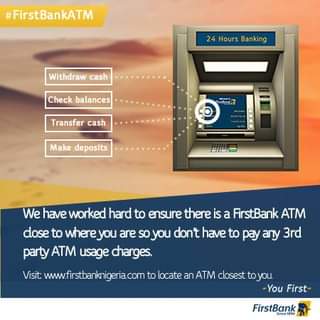 #FirstBankATM
24 Hours Banking
Withdraw cash
Check balances
Transfer cash
Make deposits
We have worked hard to ensure there is a FirstBank ATM
close to where you are so you don't have to pay any 3rd
party ATM usage charges.
Visit: www.firstbanknigeria.com to locate an ATM closest to you.
-You First-
FirstBank
Since 1894